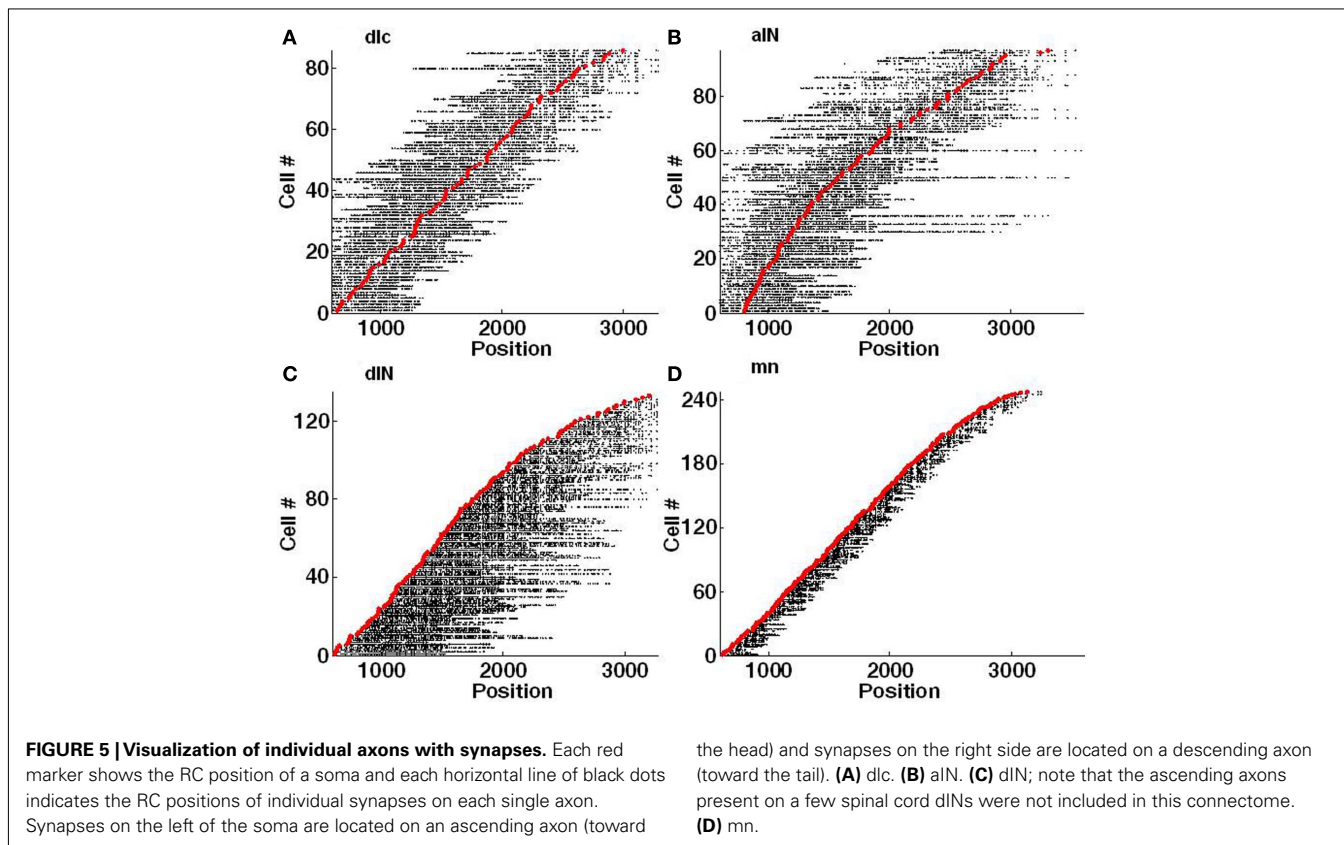 A
dlc
80
60
40
20
0
Cell #
1000
2000
3000
Position
B
aIN
80
60
40
20
0
Cell #
1000
2000
3000
Position
C
dIN
120
80
40
0
Cell #
1000
2000
3000
Position
D
mn
240
180
120
60
0
Cell #
1000
2000
3000
Position
FIGURE 5 | Visualization of individual axons with synapses. Each red
marker shows the RC position of a soma and each horizontal line of black dots
indicates the RC positions of individual synapses on each single axon.
Synapses on the left of the soma are located on an ascending axon (toward
the head) and synapses on the right side are located on a descending axon
(toward the tail). (A) dlc. (B) aIN. (C) dIN; note that the ascending axons
present on a few spinal cord dINs were not included in this connectome.
(D) mn.